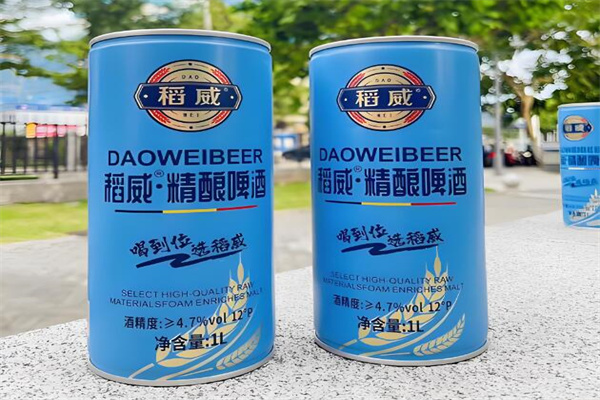 DAO
稻威®
WEI
DAOWEIBEER
稻威®·精酿啤酒
喝到位 选稻威
SELECT HIGH-QUALITY RAW
MATERIALSFOAM ENRICHES MALT
酒精度:≥4.7%vol 12°p
净含量:1L
DAO
稻威®
WEI
DAOWEIBEER
稻威®·精酿啤酒
喝到位 选稻威
SELECT HIGH-QUALITY RAW
MATERIALSFOAM ENRICHES MALT
酒精度:≥4.7%vol 12°p
净含量:1L
稻威
DAOWEIBEER